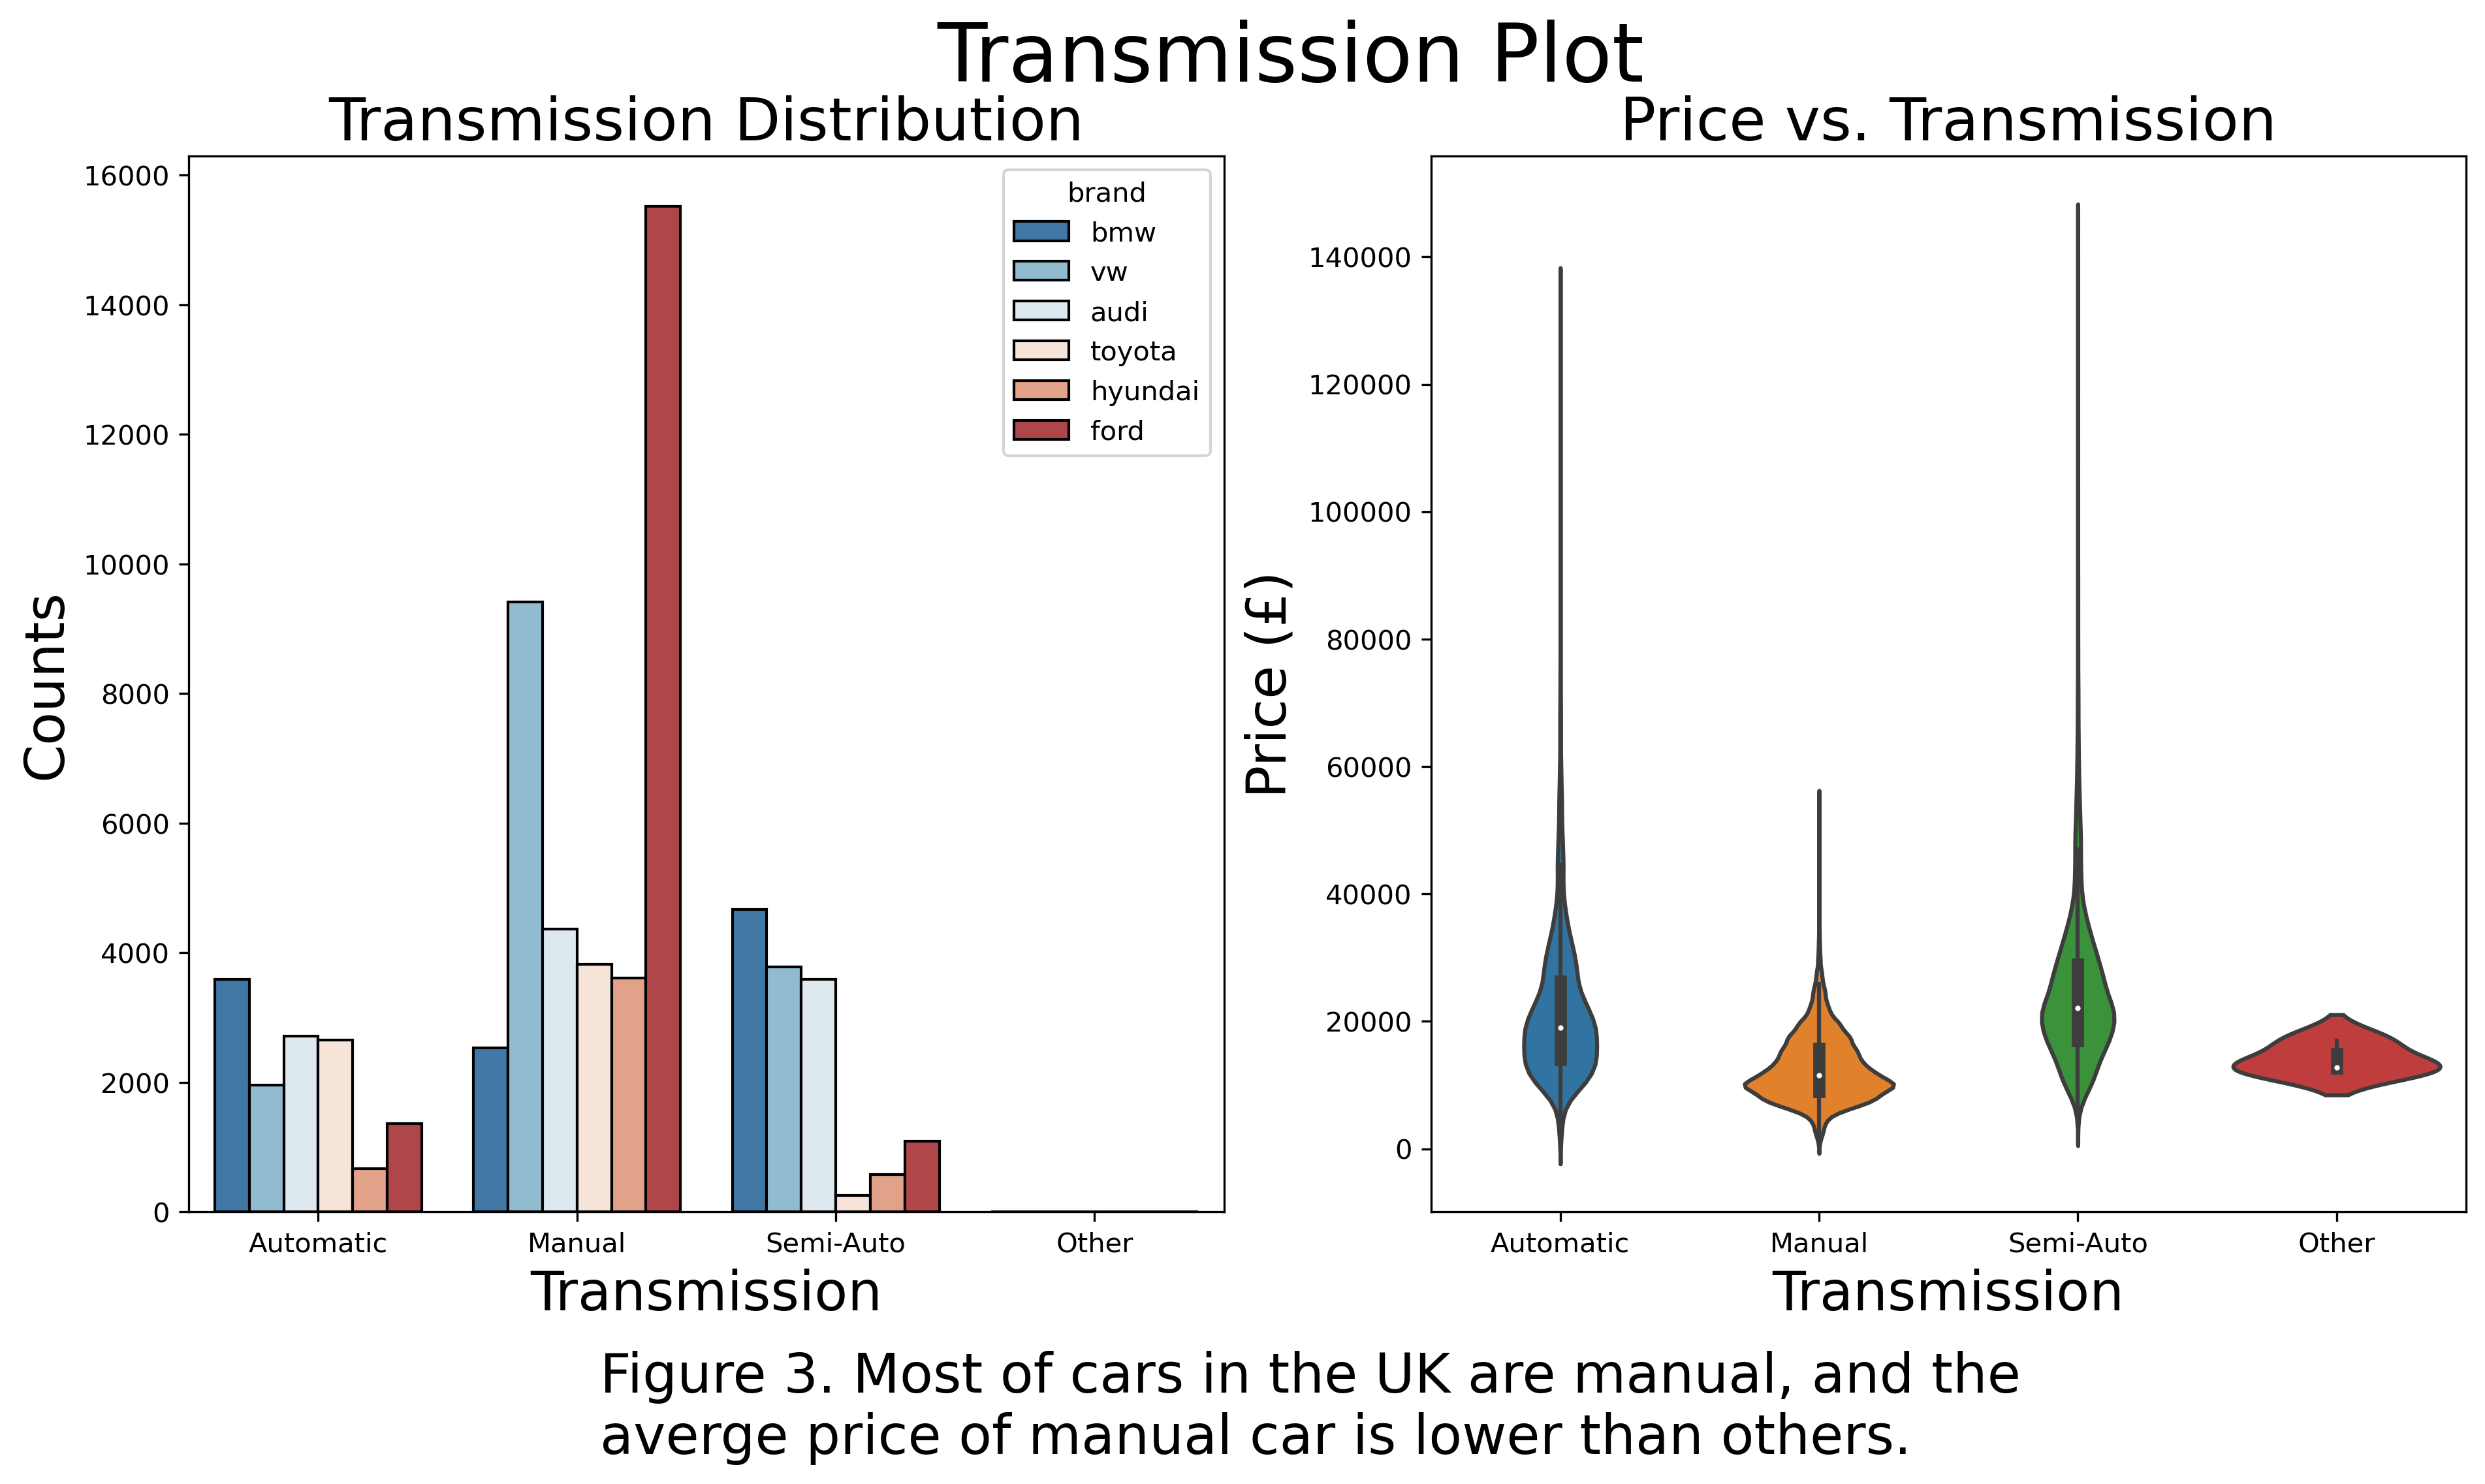 Transmission Plot
Transmission Distribution
16000
14000
12000
10000
8000
6000
4000
2000
0
Counts
brand
bmw
vw
audi
toyota
hyundai
ford
Automatic
Manual
Semi-Auto
Other
Transmission
Price vs. Transmission
140000
120000
100000
80000
60000
40000
20000
0
Price (£)
Automatic
Manual
Semi-Auto
Other
Transmission
Figure 3. Most of cars in the UK are manual, and the
averge price of manual car is lower than others.